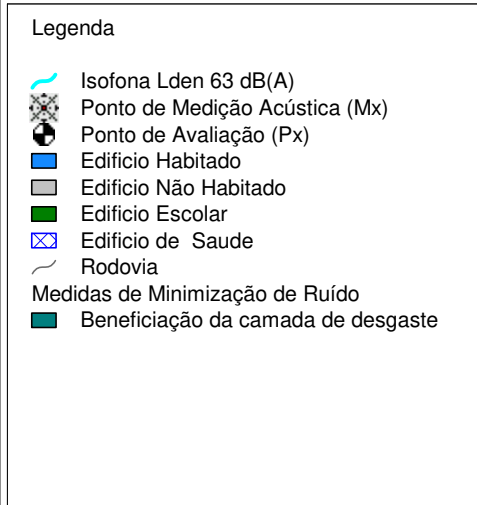 Legenda
Isofona Lden 63 dB(A)
Ponto de Medição Acústica (Mx)
Ponto de Avaliação (Px)
Edificio Habitado
Edificio Não Habitado
Edificio Escolar
Edificio de Saude
Rodovia
Medidas de Minimização de Ruído
Beneficiação da camada de desgaste